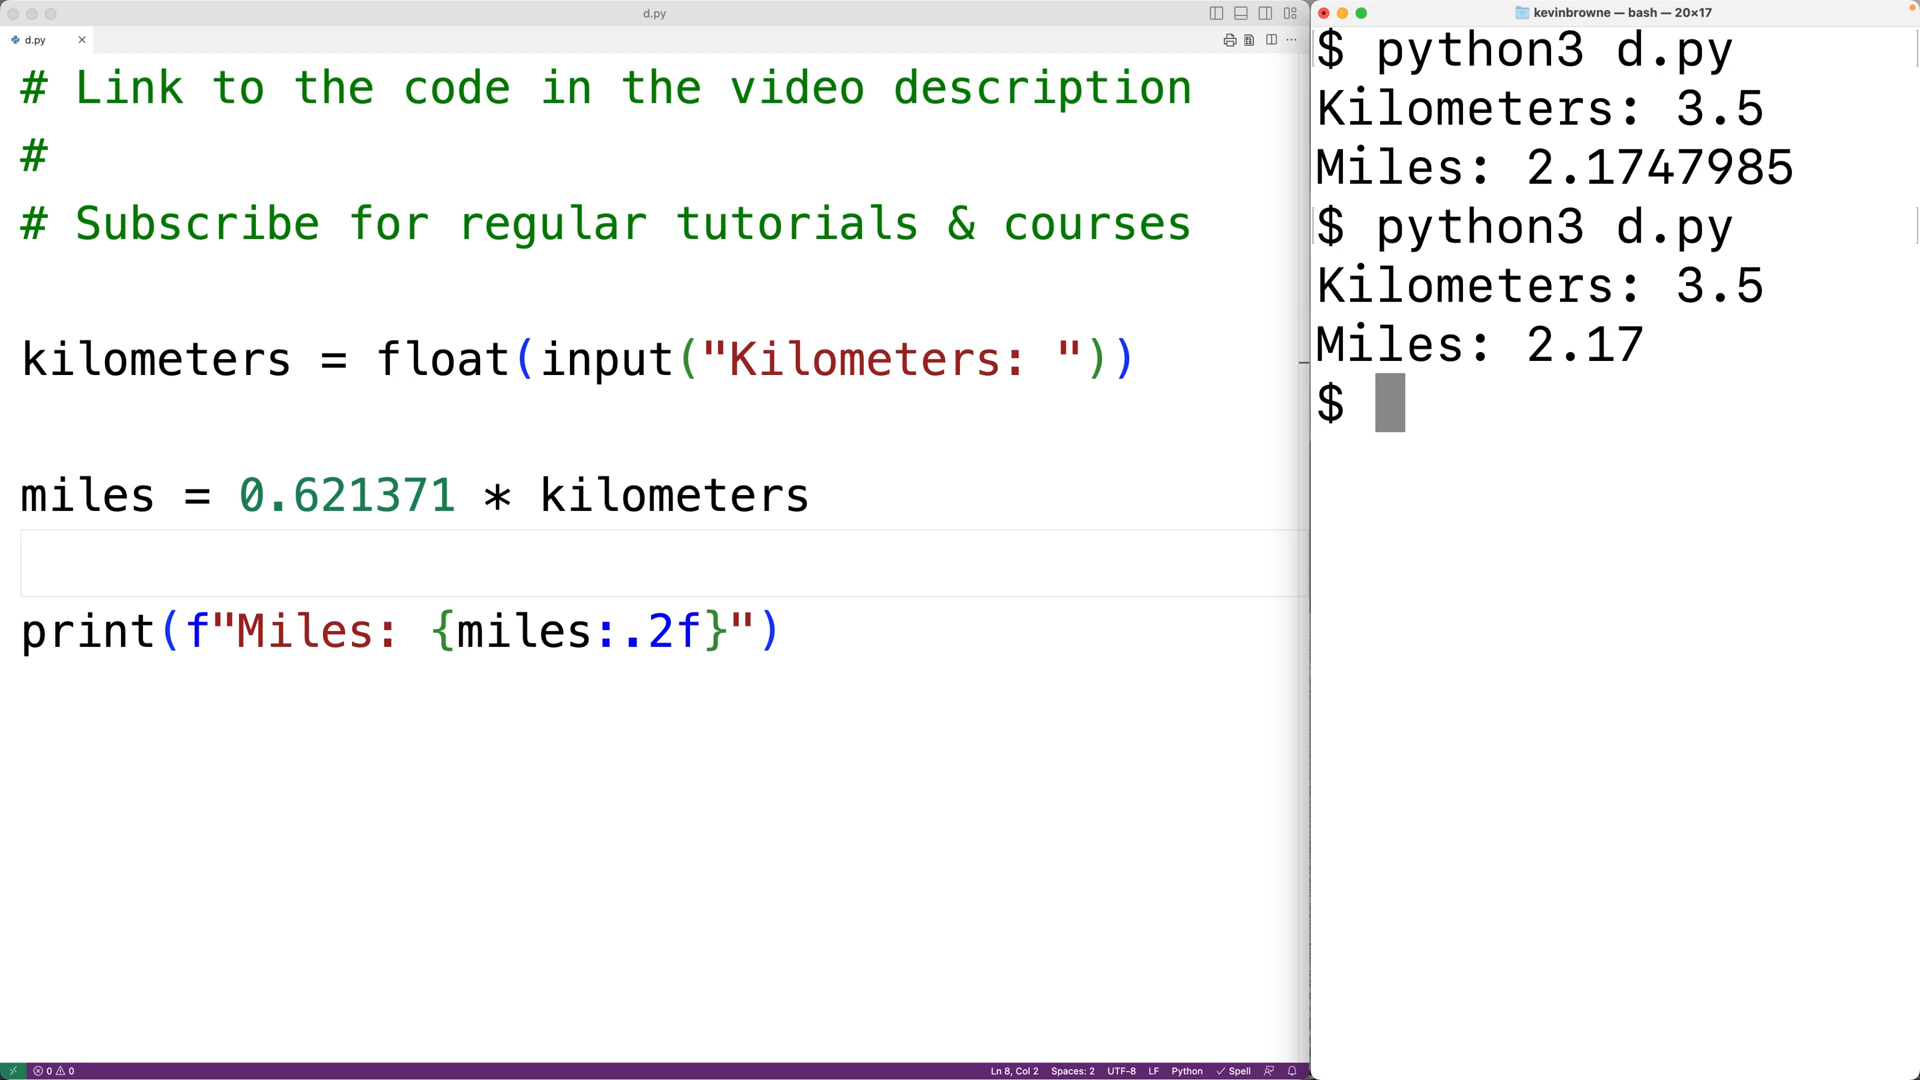 d.py
d.py
# Link to the code in the video description
#
# Subscribe for regular tutorials & courses
kilometers = float(input("Kilometers: "))
miles = 0.621371 * kilometers
print(f"Miles: {miles:.2f}")
0 0
Ln 8, Col 2 Spaces: 2 UTF-8 LF Python Spell
kevinbrowne — bash — 20×17
$ python3 d.py
Kilometers: 3.5
Miles: 2.1747985
$ python3 d.py
Kilometers: 3.5
Miles: 2.17
$